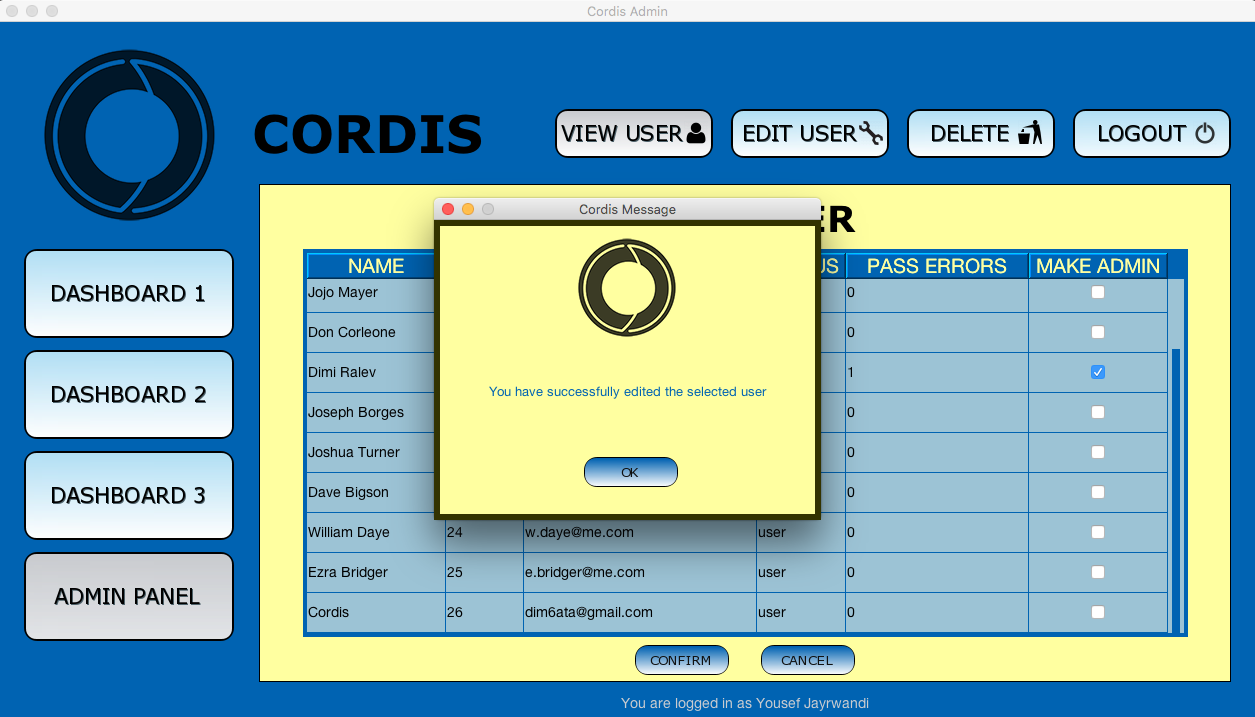 Cordis Admin
CORDIS
VIEW USER
EDIT USER
DELETE
LOGOUT
DASHBOARD 1
DASHBOARD 2
DASHBOARD 3
ADMIN PANEL
Cordis Message
You have successfully edited the selected user
OK
NAME PASS ERRORS MAKE ADMIN
Jojo Mayer 0
Don Corleone 0
Dimi Ralev 1
Joseph Borges 0
Joshua Turner 0
Dave Bigson 0
William Daye 24 w.daye@me.com user 0
Ezra Bridger 25 e.bridger@me.com user 0
Cordis 26 dim6ata@gmail.com user 0
CONFIRM CANCEL
You are logged in as Yousef Jayrwandi